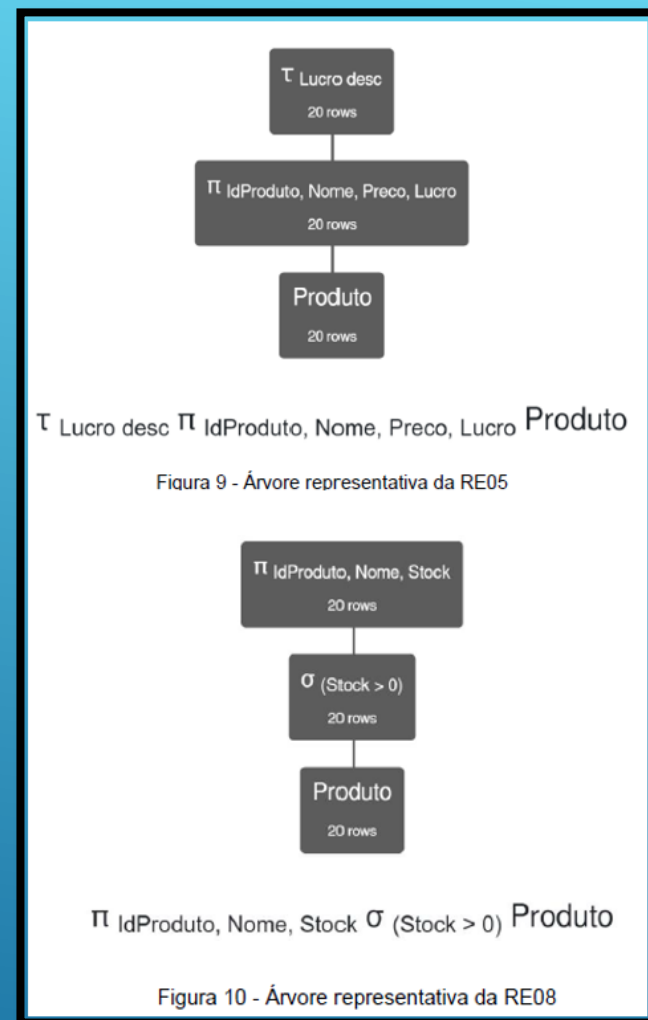 τ Lucro desc
20 rows
π IdProduto, Nome, Preco, Lucro
20 rows
Produto
20 rows
τ Lucro desc π IdProduto, Nome, Preco, Lucro Produto
Figura 9 - Árvore representativa da RE05
π IdProduto, Nome, Stock
20 rows
σ (Stock > 0)
20 rows
Produto
20 rows
π IdProduto, Nome, Stock σ (Stock > 0) Produto
Figura 10 - Árvore representativa da RE08